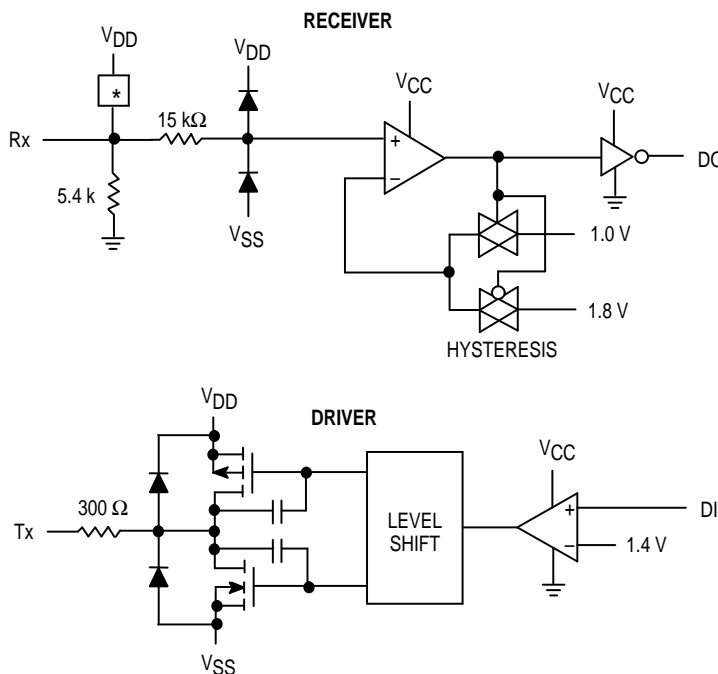 RECEIVER
VDD
*
Rx
15 kΩ
5.4 k
VDD
VSS
VCC
+
−
VCC
DO
1.0 V
1.8 V
HYSTERESIS
DRIVER
VDD
300 Ω
Tx
VSS
LEVEL
SHIFT
VCC
+
−
DI
1.4 V